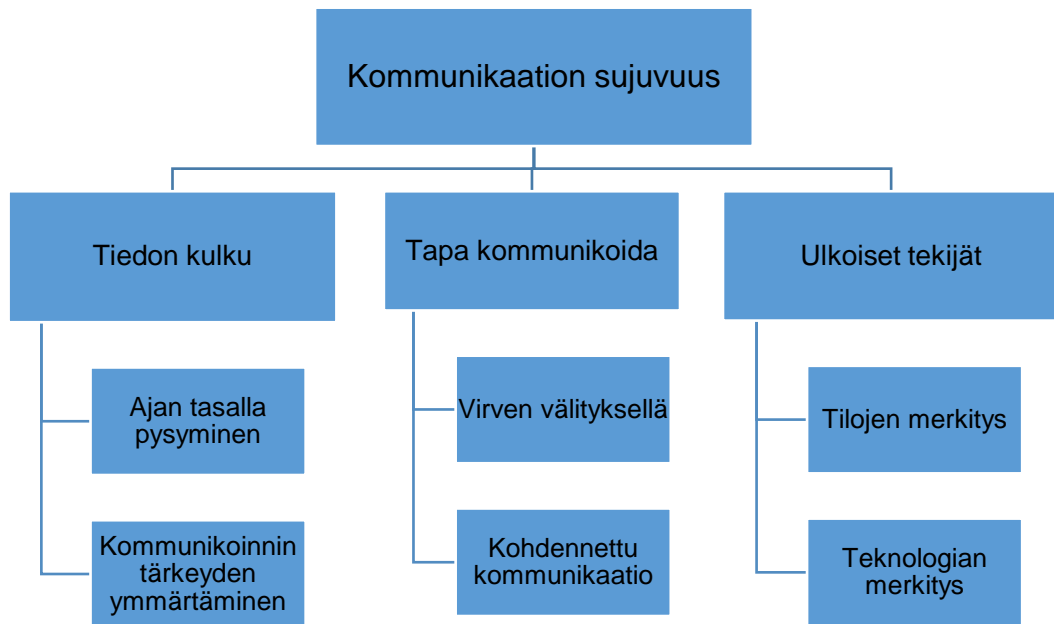 Kommunikaation sujuvuus
Tiedon kulku
Ajan tasalla
pysyminen
Kommunikoinnin
tärkeyden
ymmärtäminen
Tapa kommunikoida
Virven välityksellä
Kohdennettu
kommunikaatio
Ulkoiset tekijät
Tilojen merkitys
Teknologian
merkitys